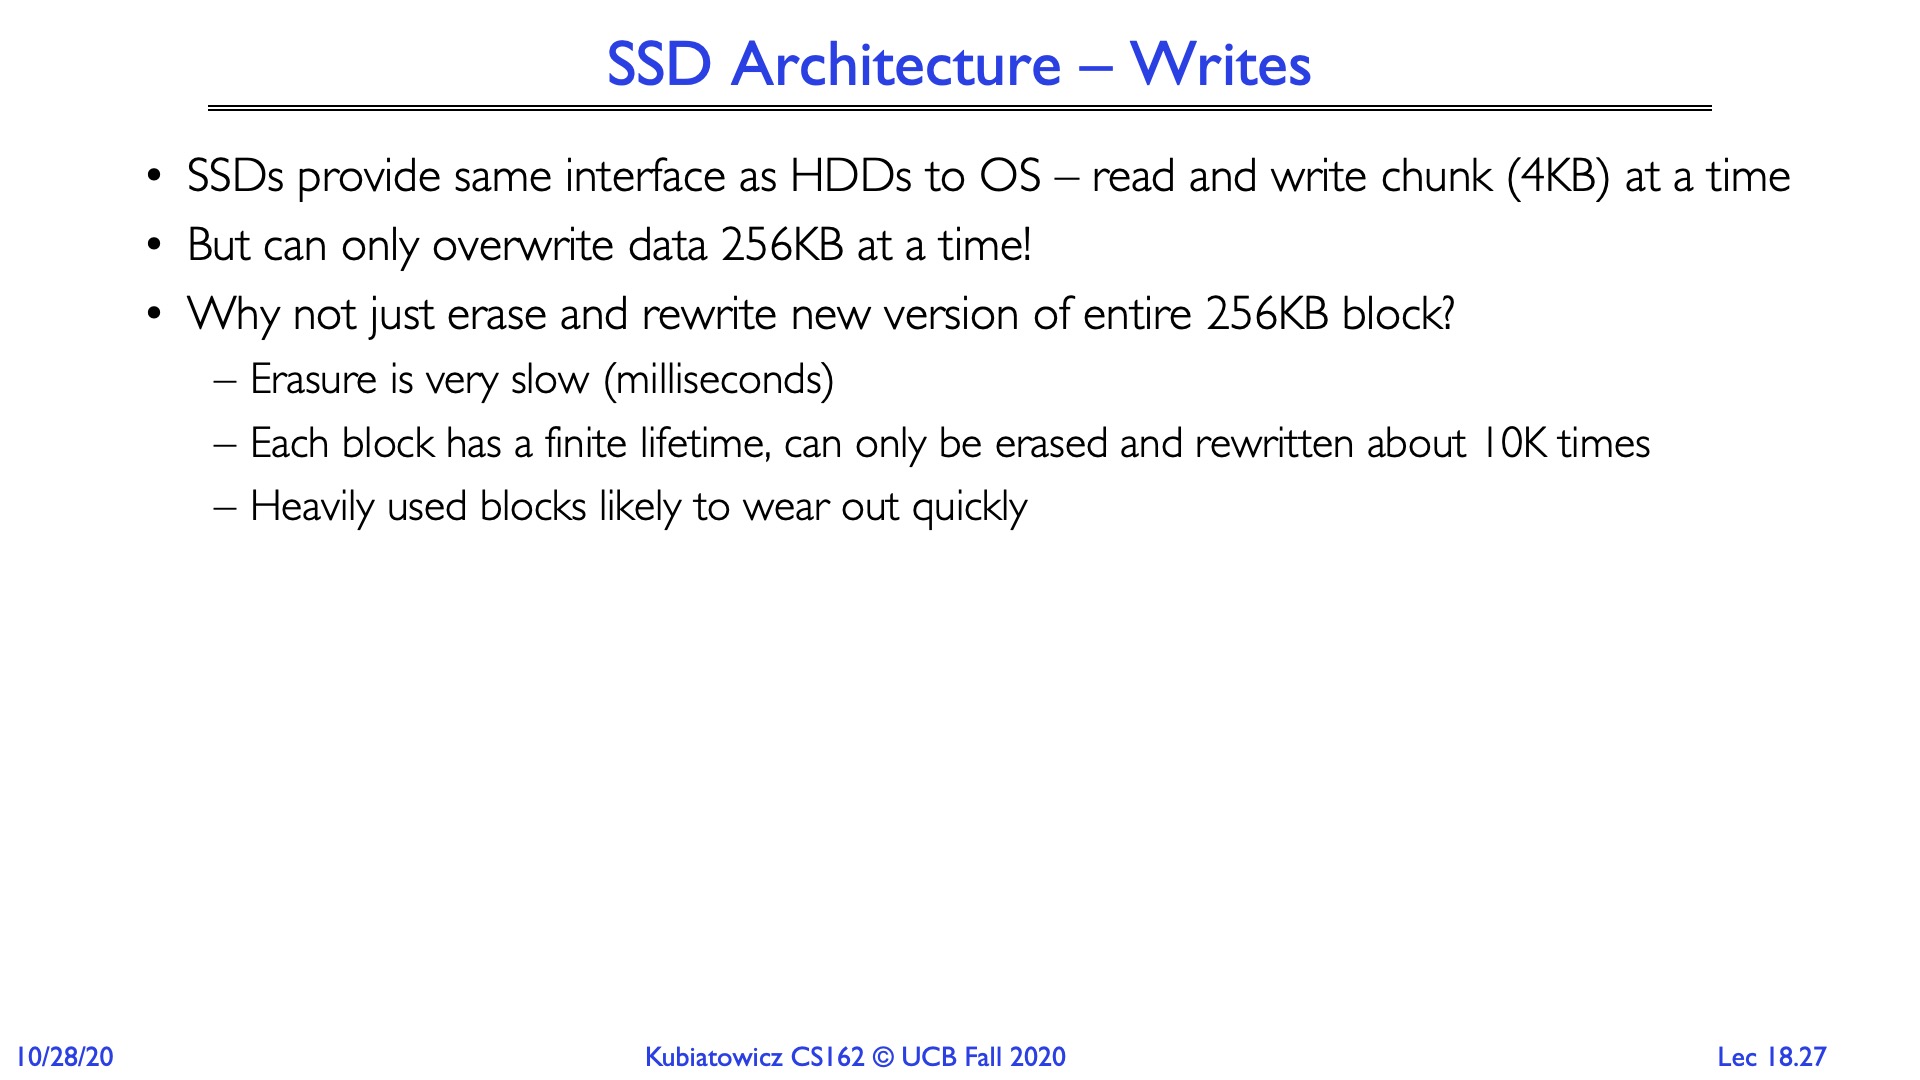 SSD Architecture – Writes
• SSDs provide same interface as HDDs to OS – read and write chunk (4KB) at a time
• But can only overwrite data 256KB at a time!
• Why not just erase and rewrite new version of entire 256KB block?
– Erasure is very slow (milliseconds)
– Each block has a finite lifetime, can only be erased and rewritten about 10K times
– Heavily used blocks likely to wear out quickly
10/28/20
Kubiatowicz CS162 © UCB Fall 2020
Lec 18.27